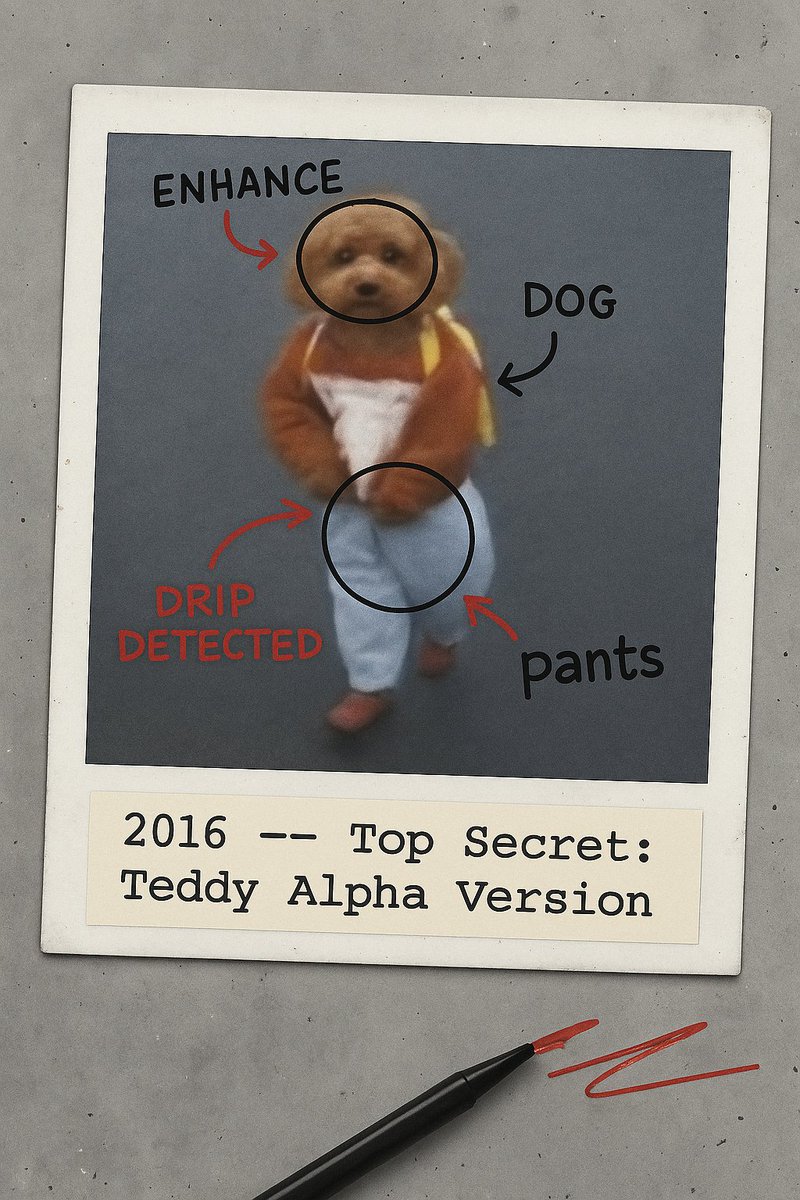 ENHANCE
DOG
DRIP
DETECTED
pants
2016 -- Top Secret:
Teddy Alpha Version